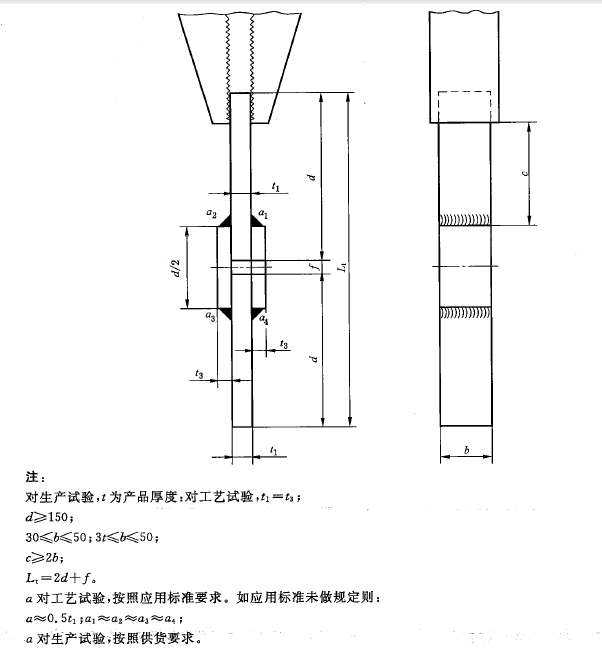 t₁
a₂
a₁
d
c
d/2
f
Lt
a₃
a₄
t₃
d
t₃
t₁
b
注:
对生产试验,t 为产品厚度;对工艺试验,t₁=t₃;
d≥150;
30≤b≤50;3t≤b≤50;
c≥2b;
Lt=2d+f。
a 对工艺试验,按照应用标准要求。如应用标准未做规定则:
a≈0.5t₁;a₁≈a₂≈a₃≈a₄;
a 对生产试验,按照供货要求。